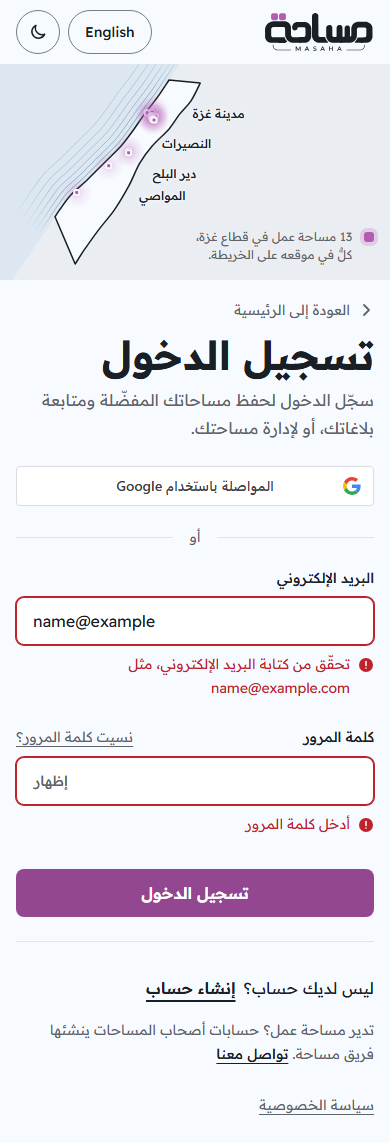 مساحة
MASAHA
English
مدينة غزة
النصيرات
دير البلح
المواصي
13 مساحة عمل في قطاع غزة،
كلٌّ في موقعه على الخريطة.
العودة إلى الرئيسية
تسجيل الدخول
سجّل الدخول لحفظ مساحاتك المفضّلة ومتابعة
بلاغاتك، أو لإدارة مساحتك.
المواصلة باستخدام Google
أو
البريد الإلكتروني
name@example
تحقّق من كتابة البريد الإلكتروني، مثل
name@example.com
كلمة المرور
نسيت كلمة المرور؟
إظهار
أدخل كلمة المرور
تسجيل الدخول
ليس لديك حساب؟ إنشاء حساب
تدير مساحة عمل؟ حسابات أصحاب المساحات ينشئها
فريق مساحة. تواصل معنا
سياسة الخصوصية